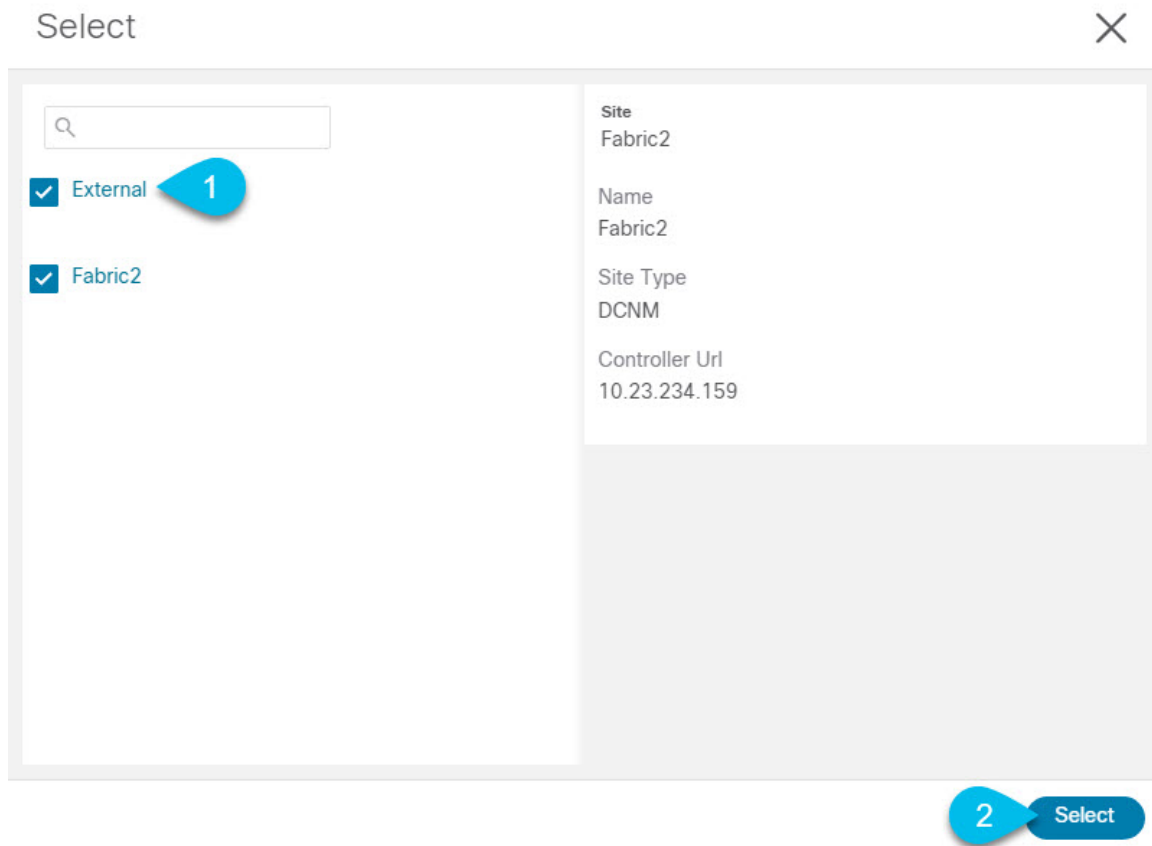 Select
External
1
Fabric2
Site
Fabric2
Name
Fabric2
Site Type
DCNM
Controller Url
10.23.234.159
2
Select